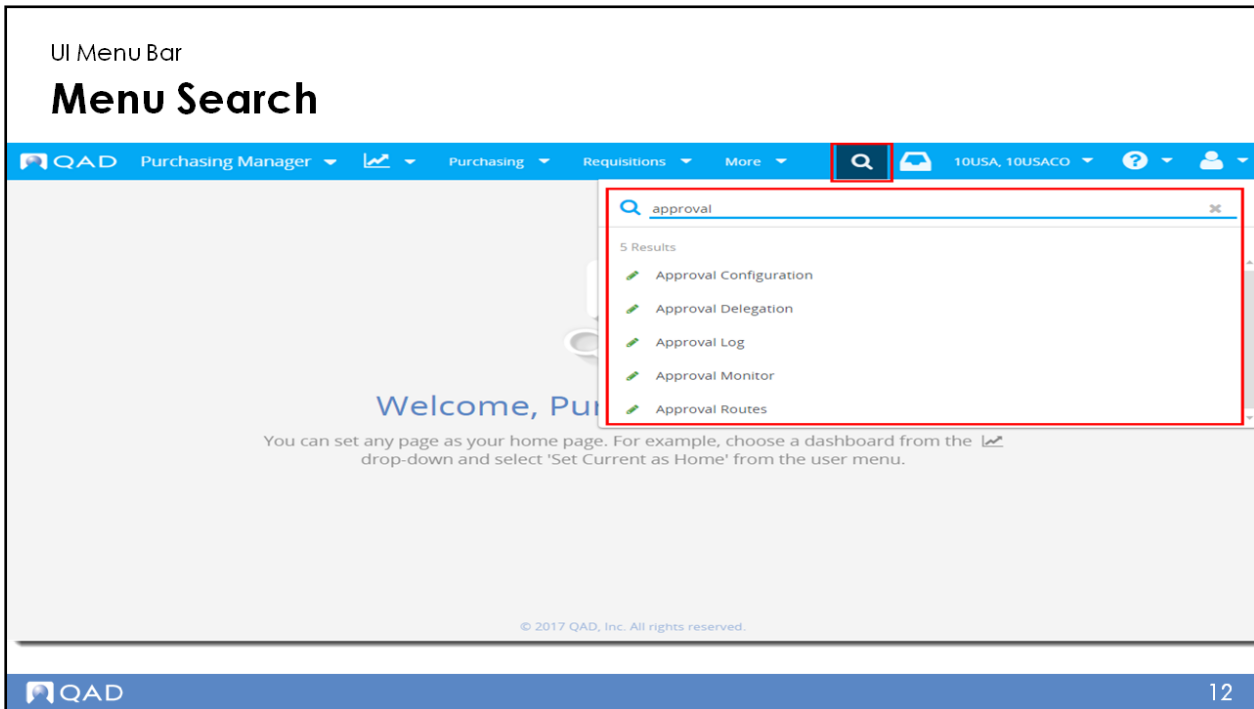 UI Menu Bar
Menu Search
QAD Purchasing Manager Purchasing Requisitions More 10USA, 10USACO ?
approval
5 Results
Approval Configuration
Approval Delegation
Approval Log
Approval Monitor
Approval Routes
Welcome, Pur
You can set any page as your home page. For example, choose a dashboard from the
drop-down and select 'Set Current as Home' from the user menu.
© 2017 QAD, Inc. All rights reserved.
QAD 12